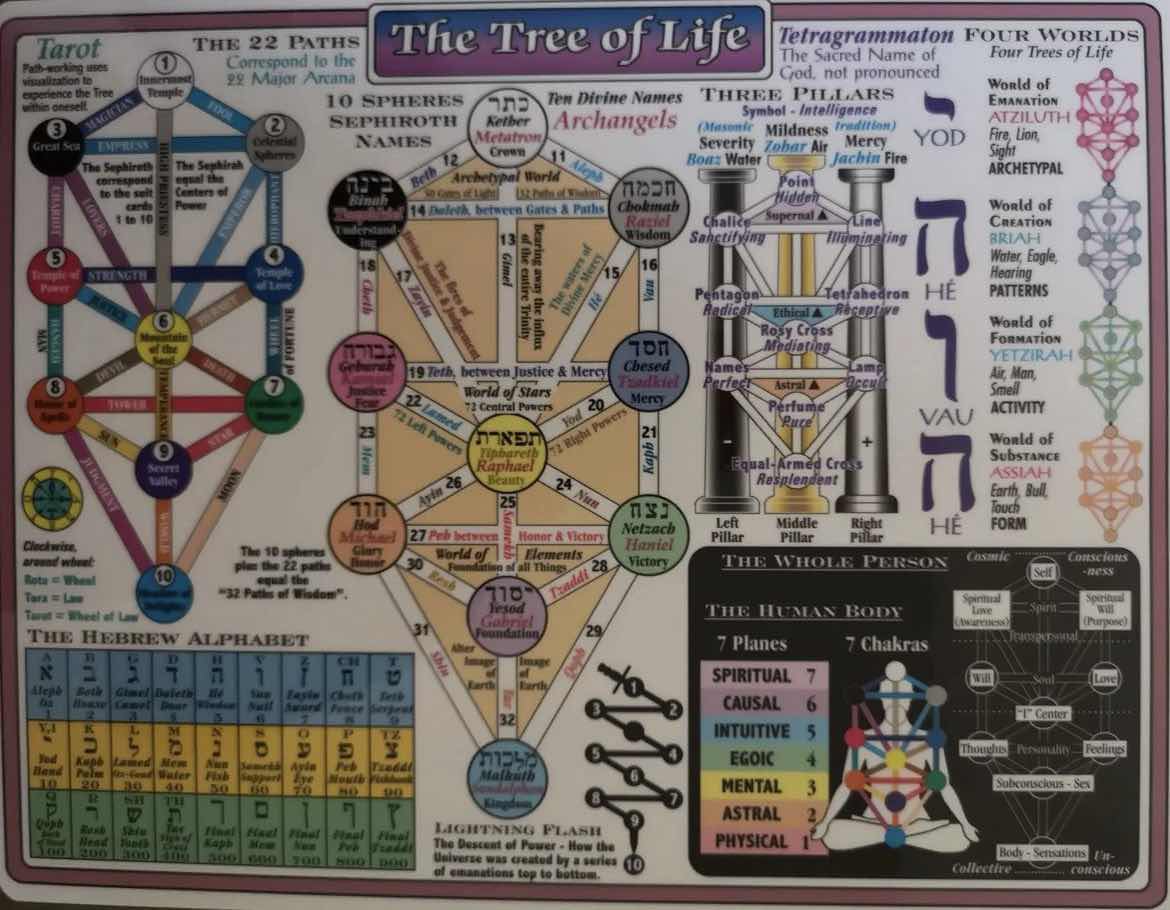 The Tree of Life
Tarot
Path-working uses
visualization to
experience the Tree
within oneself.
THE 22 PATHS
Correspond to the
22 Major Arcana
1
Innermost
Temple
MAGICIAN
FOOL
3
Great Sea
2
Celestial
Spheres
EMPRESS
HIGH PRIESTESS
The Sephiroth
correspond
to the suit
cards
1 to 10
The Sephirah
equal the
Centers of
Power
CHARIOT
LOVERS
EMPEROR
HIEROPHANT
5
Temple of
Power
STRENGTH
4
Temple
of Love
JUSTICE
HERMIT
6
Mountain
of the
Soul
HANGED
MAN
WHEEL
OF FORTUNE
DEVIL
TEMPERANCE
DEATH
8
House of
TOWER
7
SUN
STAR
9
Secret
Valley
JUDGMENT
WORLD
MOON
10
Clockwise,
around wheel:
Rota = Wheel
Tora = Law
Tarot = Wheel of Law
The 10 spheres
plus the 22 paths
equal the
"32 Paths of Wisdom".
10 SPHERES
SEPHIROTH
NAMES
Ten Divine Names
Archangels
כתר
Kether
Metatron
Crown
12
Beth
11
Aleph
Archetypal World
50 Gates of Light
32 Paths of Wisdom
בינה
Binah
Understand-
ing
חכמה
Chokmah
Raziel
Wisdom
14 Daleth, between Gates & Paths
13
Gimel
Bearing away the influx
of the entire Trinity
18
Cheth
17
Zayin
The fires of
Divine Justice & Judgement
The waters of
Divine Mercy
15
Hé
16
Vau
גבורה
Geburah
Justice
Fear
חסד
Chesed
Tzadkiel
Mercy
19 Teth, between Justice & Mercy
World of Stars
72 Central Powers
22
Lamed
72 Left Powers
Yod
20
72 Right Powers
23
Mem
21
Kaph
תפארת
Tiphareth
Raphael
Beauty
Ayin
26
25
Samekh
24
Nun
הוד
Hod
Michael
Glory
Honor
נצח
Netzach
Haniel
Victory
27 Peh between Honor & Victory
World of Elements
Foundation of all Things
30
Resh
28
Tzaddi
יסוד
Yesod
Gabriel
Foundation
31
Shin
29
Qoph
Alter
Image
of
Earth
Image
of
Earth
Tav
32
מלכות
Malkuth
Sandalphon
Kingdom
LIGHTNING FLASH
The Descent of Power - How the
Universe was created by a series
of emanations top to bottom.
1
3
2
5
4
6
8
7
9
10
THREE PILLARS
Symbol - Intelligence
(Masonic
tradition)
Severity
Mildness
Mercy
Boaz Water
Zohar Air
Jachin Fire
Point
Hidden
Chalice
Sanctifying
Supernal ▲
Line
Illuminating
Pentagon
Radical
Tetrahedron
Receptive
Ethical ▲
Rosy Cross
Mediating
Names
Perfect
Lamp
Occult
Astral ▲
Perfume
Pure
-
+
Equal-Armed Cross
Resplendent
Left
Pillar
Middle
Pillar
Right
Pillar
Tetragrammaton
The Sacred Name of
God, not pronounced
י
YOD
ה
HÉ
ו
VAU
ה
HÉ
FOUR WORLDS
Four Trees of Life
World of
EMANATION
ATZILUTH
Fire, Lion,
Sight
ARCHETYPAL
World of
CREATION
BRIAH
Water, Eagle,
Hearing
PATTERNS
World of
FORMATION
YETZIRAH
Air, Man,
Smell
ACTIVITY
World of
SUBSTANCE
ASSIAH
Earth, Bull,
Touch
FORM
THE HEBREW ALPHABET
A B G D H V Z CH T
א ב ג ד ה ו ז ח ט
Aleph Beth Gimel Daleth Hé Vau Zayin Cheth Teth
Ox House Camel Door Window Nail Sword Fence Serpent
1 2 3 4 5 6 7 8 9
Y,I K L M N S O P TZ
י כ ל מ נ ס ע פ צ
Yod Kaph Lamed Mem Nun Samekh Ayin Peh Tzaddi
Hand Palm Ox-Goad Water Fish Support Eye Mouth Fishhook
10 20 30 40 50 60 70 80 90
Q R SH TH
ק ר ש ת ך ם ן ף ץ
Qoph Resh Shin Tav Final Final Final Final Final
Head Tooth Kaph Mem Nun Peh Tzaddi
100 200 300 400 500 600 700 800 900
THE WHOLE PERSON
THE HUMAN BODY
7 Planes
7 Chakras
SPIRITUAL 7
CAUSAL 6
INTUITIVE 5
EGOIC 4
MENTAL 3
ASTRAL 2
PHYSICAL 1
Cosmic
Conscious
-ness
Self
Spiritual
Love
(Awareness)
Spirit
Spiritual
Will
(Purpose)
Transpersonal
Will
Soul
Love
"I" Center
Thoughts
Personality
Feelings
Subconscious - Sex
Body - Sensations
Collective
Un-
conscious